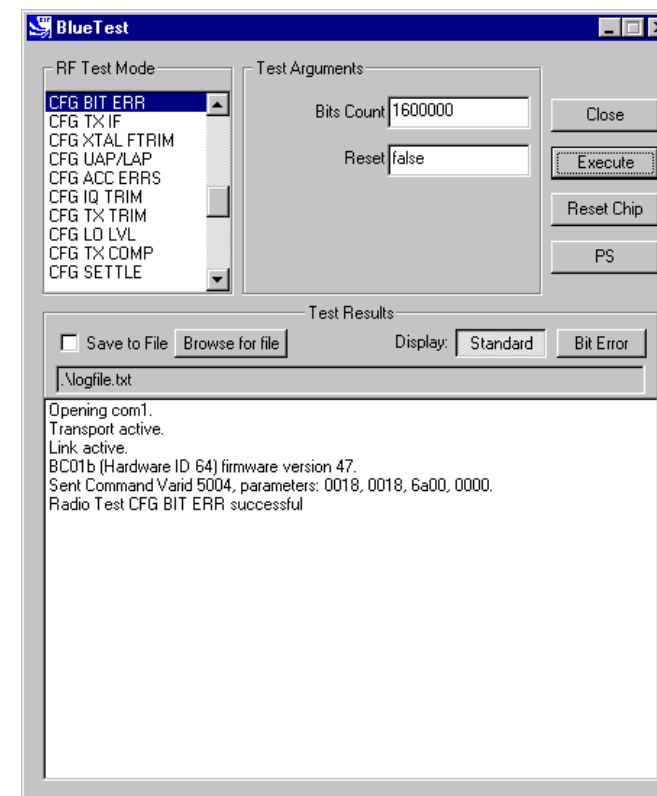 BlueTest
RF Test Mode
CFG BIT ERR
CFG TX IF
CFG XTAL FTRIM
CFG UAP/LAP
CFG ACC ERRS
CFG IQ TRIM
CFG TX TRIM
CFG LO LVL
CFG TX COMP
CFG SETTLE
Test Arguments
Bits Count 1600000
Reset false
Close
Execute
Reset Chip
PS
Test Results
Save to File Browse for file Display: Standard Bit Error
.\logfile.txt
Opening com1.
Transport active.
Link active.
BC01b (Hardware ID 64) firmware version 47.
Sent Command Varid 5004, parameters: 0018, 0018, 6a00, 0000.
Radio Test CFG BIT ERR successful